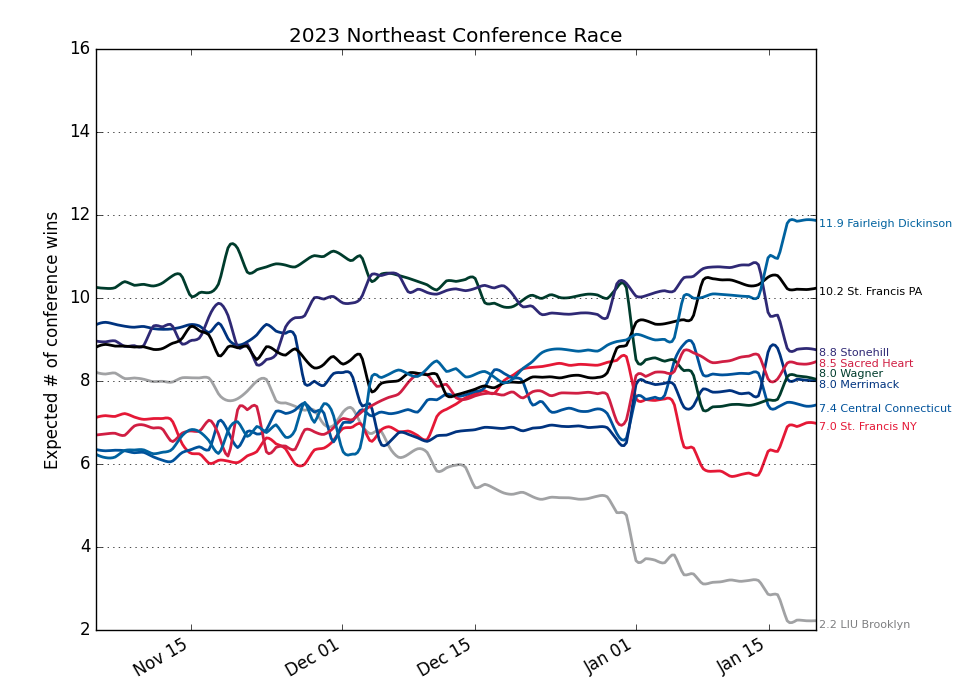 2023 Northeast Conference Race
Expected # of conference wins
16
14
12
10
8
6
4
2
Nov 15
Dec 01
Dec 15
Jan 01
Jan 15
11.9 Fairleigh Dickinson
10.2 St. Francis PA
8.8 Stonehill
8.5 Sacred Heart
8.0 Wagner
8.0 Merrimack
7.4 Central Connecticut
7.0 St. Francis NY
2.2 LIU Brooklyn